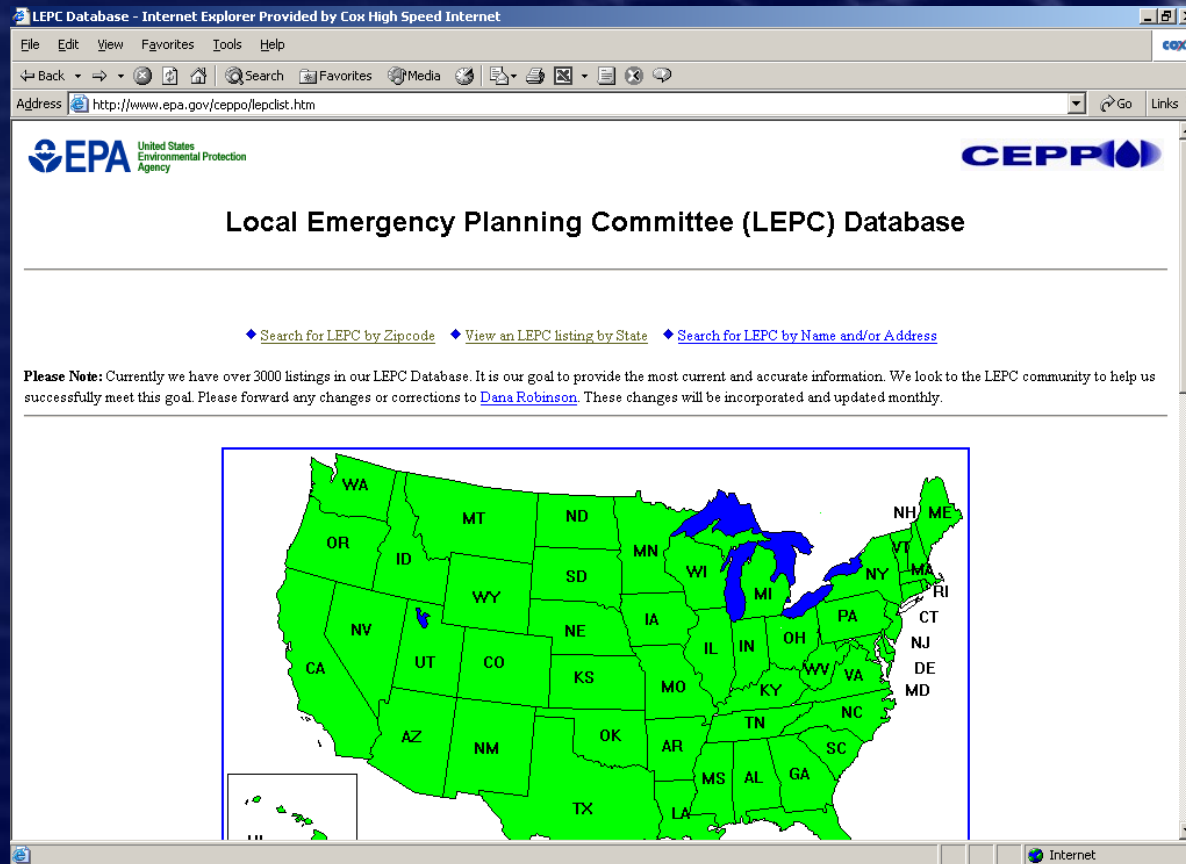 LEPC Database - Internet Explorer Provided by Cox High Speed Internet
File Edit View Favorites Tools Help
cox
Back Search Favorites Media
Address http://www.epa.gov/ceppo/lepclist.htm Go Links
EPA United States
Environmental Protection
Agency
CEPPO
Local Emergency Planning Committee (LEPC) Database
Search for LEPC by Zipcode View an LEPC listing by State Search for LEPC by Name and/or Address
Please Note: Currently we have over 3000 listings in our LEPC Database. It is our goal to provide the most current and accurate information. We look to the LEPC community to help us
successfully meet this goal. Please forward any changes or corrections to Dana Robinson. These changes will be incorporated and updated monthly.
WA
MT ND NH ME
OR ID MN VT
SD WI NY MA
WY MI RI
NV IA PA CT
NE OH NJ
CA UT CO IL IN WV VA DE
KS MO KY MD
NC
AZ NM OK TN
AR SC
MS AL GA
TX LA
HI
Internet